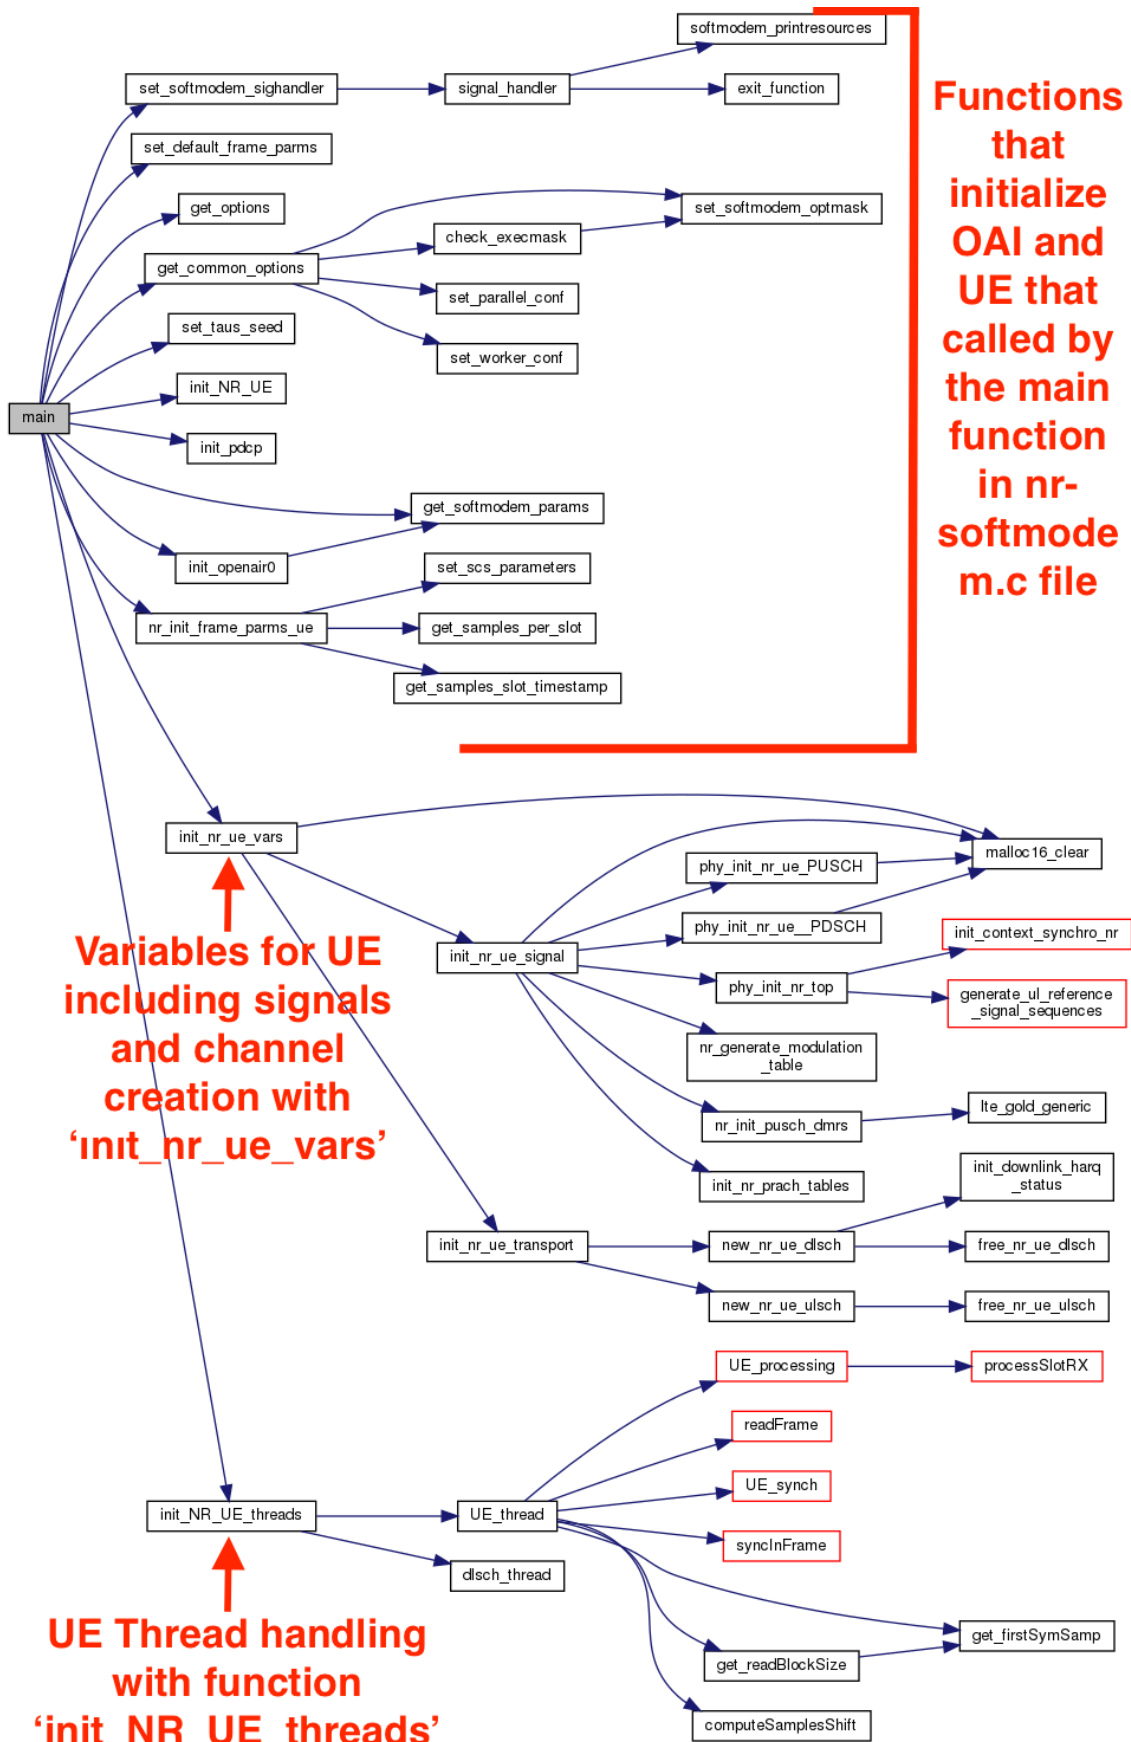 softmodem_printresources
set_softmodem_sighandler
signal_handler
exit_function
set_default_frame_parms
get_options
set_softmodem_optmask
check_execmask
get_common_options
set_parallel_conf
set_taus_seed
set_worker_conf
init_NR_UE
main
init_pdcp
get_softmodem_params
init_openair0
set_scs_parameters
nr_init_frame_parms_ue
get_samples_per_slot
get_samples_slot_timestamp
Functions
that
initialize
OAI and
UE that
called by
the main
function
in nr-
softmode
m.c file
init_nr_ue_vars
malloc16_clear
phy_init_nr_ue_PUSCH
phy_init_nr_ue__PDSCH
init_context_synchro_nr
init_nr_ue_signal
phy_init_nr_top
generate_ul_reference
_signal_sequences
nr_generate_modulation
_table
lte_gold_generic
nr_init_pusch_dmrs
init_downlink_harq
_status
init_nr_prach_tables
Variables for UE
including signals
and channel
creation with
‘init_nr_ue_vars’
init_nr_ue_transport
new_nr_ue_dlsch
free_nr_ue_dlsch
new_nr_ue_ulsch
free_nr_ue_ulsch
UE_processing
processSlotRX
readFrame
UE_synch
init_NR_UE_threads
UE_thread
syncInFrame
dlsch_thread
get_firstSymSamp
get_readBlockSize
computeSamplesShift
UE Thread handling
with function
‘init_NR_UE_threads’